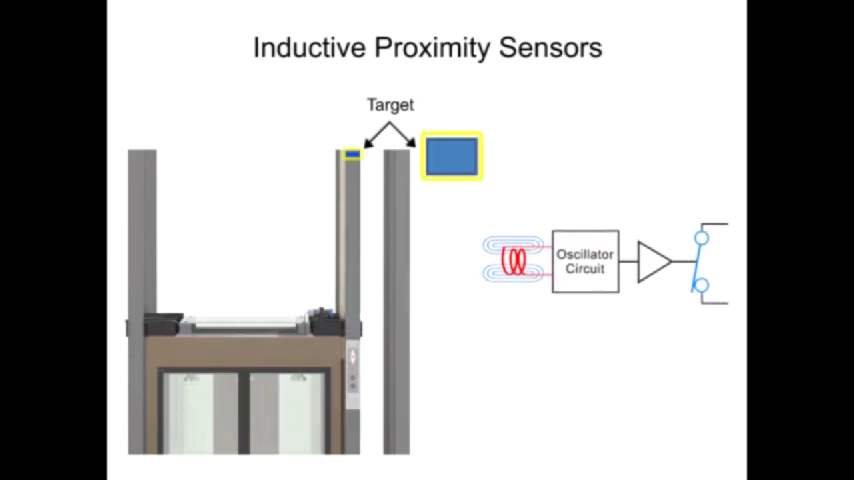 Inductive Proximity Sensors
Target
Oscillator
Circuit